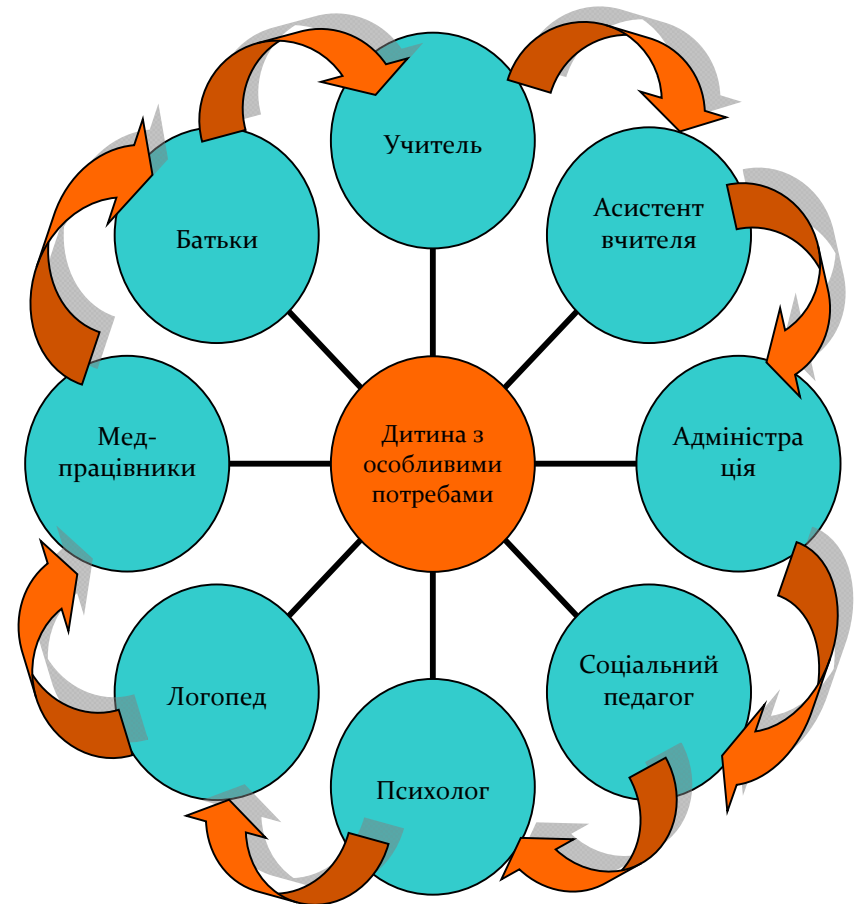 Учитель
Асистент
вчителя
Батьки
Мед-
працівники
Дитина з
особливими
потребами
Адміністра
ція
Соціальний
педагог
Логопед
Психолог